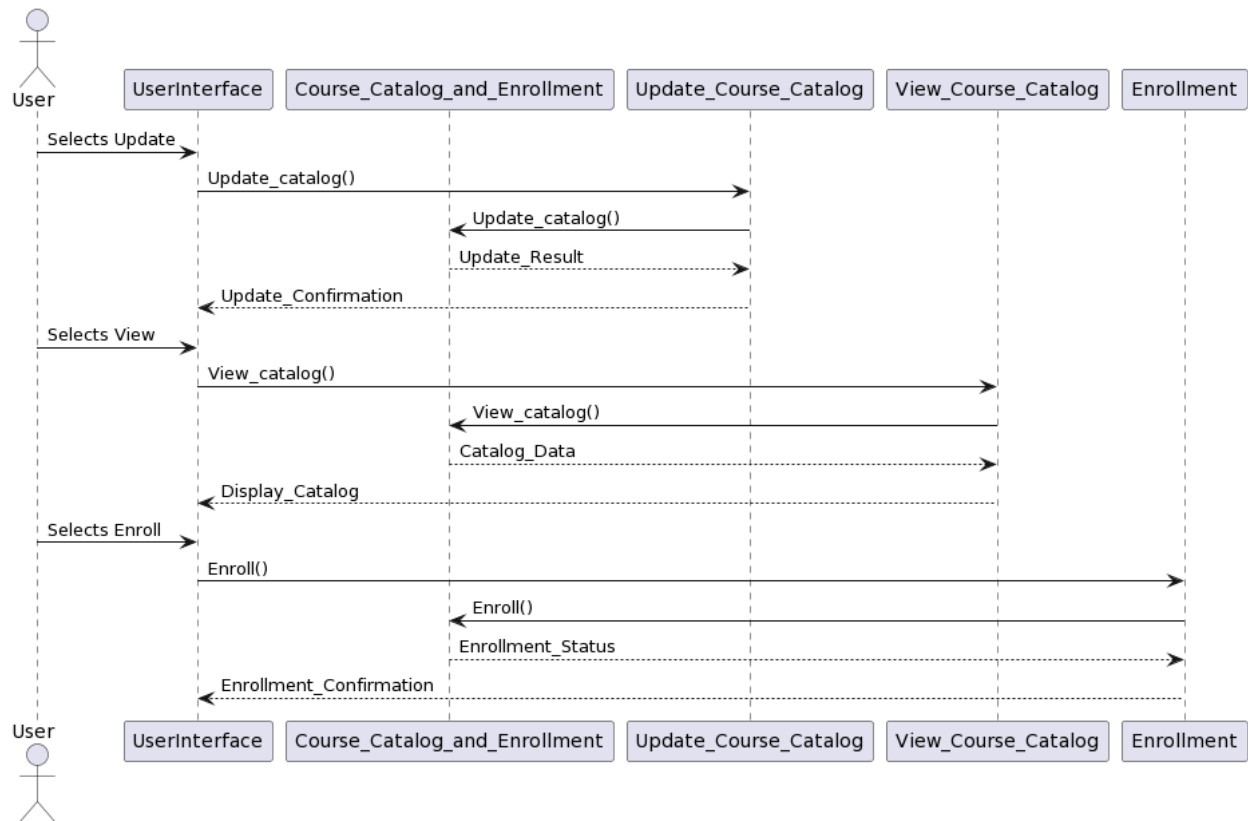 User
UserInterface
Course_Catalog_and_Enrollment
Update_Course_Catalog
View_Course_Catalog
Enrollment
Selects Update
Update_catalog()
Update_catalog()
Update_Result
Update_Confirmation
Selects View
View_catalog()
View_catalog()
Catalog_Data
Display_Catalog
Selects Enroll
Enroll()
Enroll()
Enrollment_Status
Enrollment_Confirmation
User
UserInterface
Course_Catalog_and_Enrollment
Update_Course_Catalog
View_Course_Catalog
Enrollment